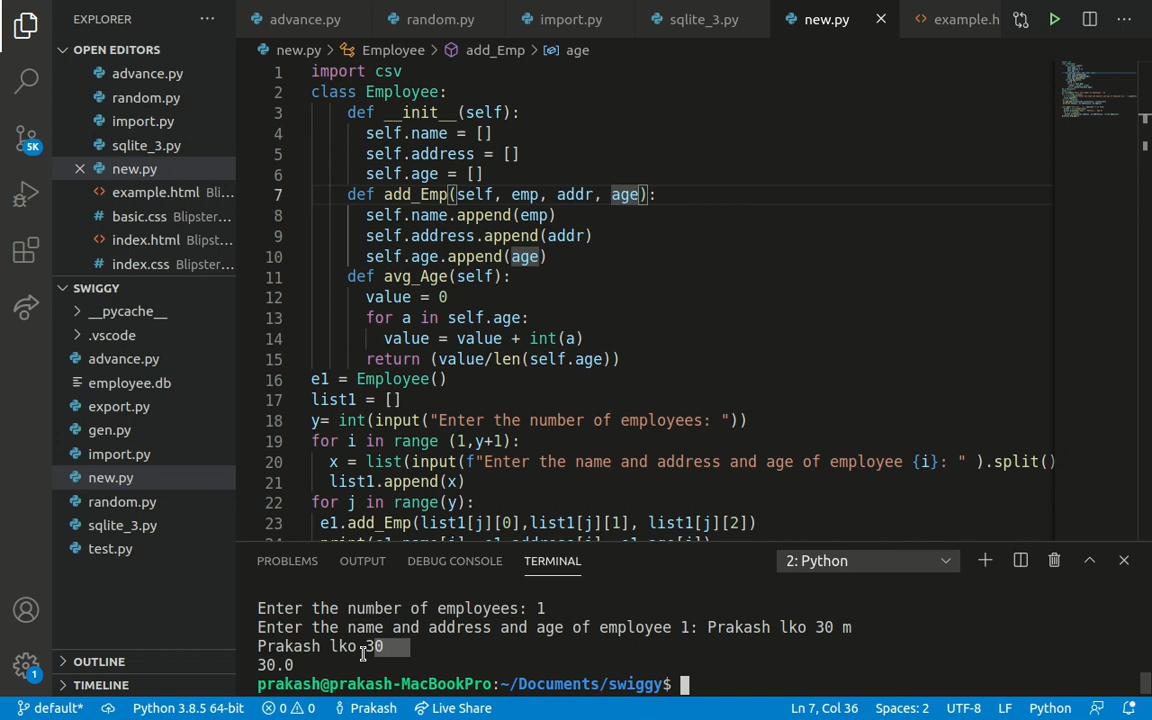 EXPLORER
advance.py
random.py
import.py
sqlite_3.py
new.py
example.h
OPEN EDITORS
advance.py
random.py
import.py
sqlite_3.py
new.py
example.html Bli...
basic.css Blipster...
index.html Blipst...
index.css Blipster...
SWIGGY
__pycache__
.vscode
advance.py
employee.db
export.py
gen.py
import.py
new.py
random.py
sqlite_3.py
test.py
OUTLINE
TIMELINE
5K
1
new.py > Employee > add_Emp > age
1 import csv
2 class Employee:
3 def __init__(self):
4 self.name = []
5 self.address = []
6 self.age = []
7 def add_Emp(self, emp, addr, age):
8 self.name.append(emp)
9 self.address.append(addr)
10 self.age.append(age)
11 def avg_Age(self):
12 value = 0
13 for a in self.age:
14 value = value + int(a)
15 return (value/len(self.age))
16 e1 = Employee()
17 list1 = []
18 y= int(input("Enter the number of employees: "))
19 for i in range (1,y+1):
20 x = list(input(f"Enter the name and address and age of employee {i}: " ).split()
21 list1.append(x)
22 for j in range(y):
23 e1.add_Emp(list1[j][0],list1[j][1], list1[j][2])
24 print(e1.name[j], e1.address[j], e1.age[j])
PROBLEMS OUTPUT DEBUG CONSOLE TERMINAL 2: Python
Enter the number of employees: 1
Enter the name and address and age of employee 1: Prakash lko 30 m
Prakash lko 30
30.0
prakash@prakash-MacBookPro:~/Documents/swiggy$
default* Python 3.8.5 64-bit 0 0 Prakash Live Share Ln 7, Col 36 Spaces: 2 UTF-8 LF Python